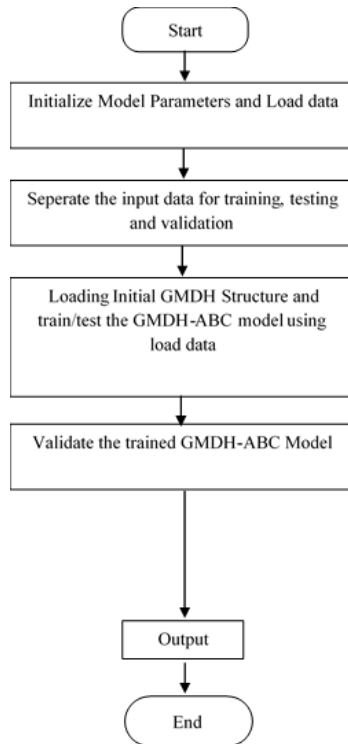 Start
Initialize Model Parameters and Load data
Seperate the input data for training, testing
and validation
Loading Initial GMDH Structure and
train/test the GMDH-ABC model using
load data
Validate the trained GMDH-ABC Model
Output
End